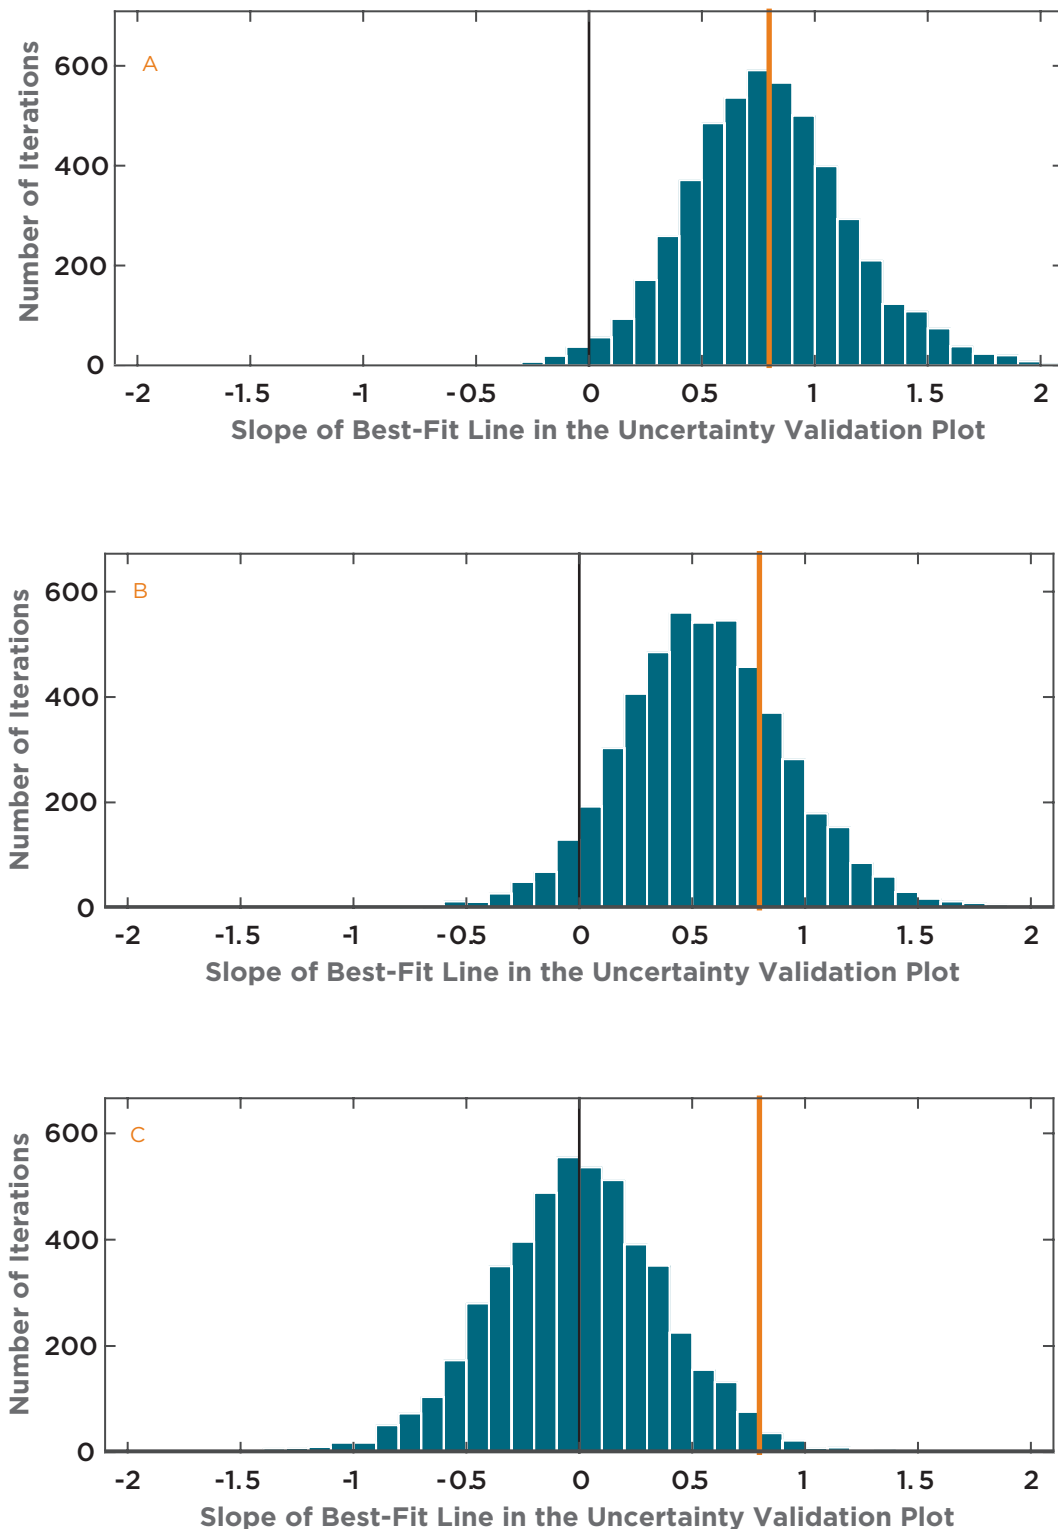 A
Number of Iterations
600
400
200
0
-2 -1.5 -1 -0.5 0 0.5 1 1.5 2
Slope of Best-Fit Line in the Uncertainty Validation Plot
B
Number of Iterations
600
400
200
0
-2 -1.5 -1 -0.5 0 0.5 1 1.5 2
Slope of Best-Fit Line in the Uncertainty Validation Plot
C
Number of Iterations
600
400
200
0
-2 -1.5 -1 -0.5 0 0.5 1 1.5 2
Slope of Best-Fit Line in the Uncertainty Validation Plot